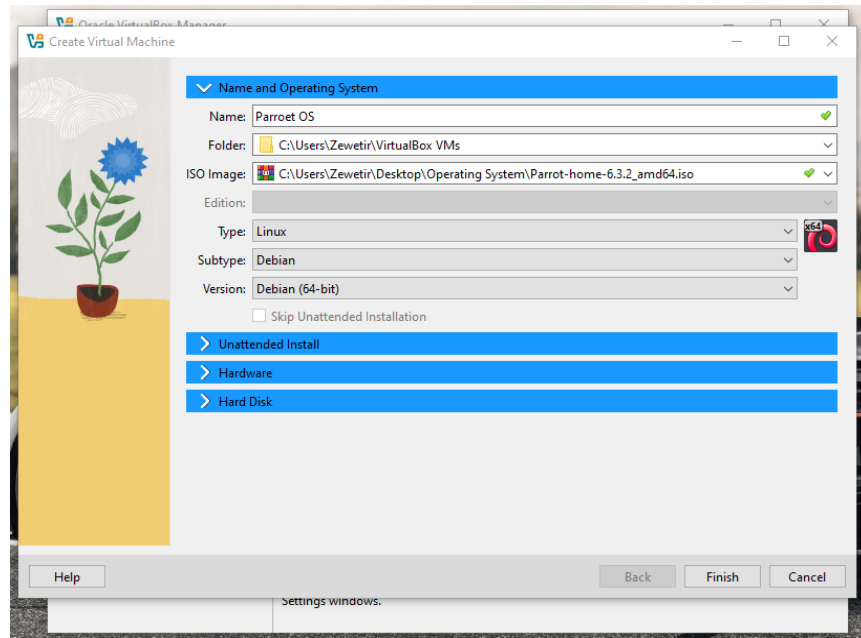 Oracle VirtualBox Manager
Create Virtual Machine
Name and Operating System
Name: Parroet OS
Folder: C:\Users\Zewetir\VirtualBox VMs
ISO Image: C:\Users\Zewetir\Desktop\Operating System\Parrot-home-6.3.2_amd64.iso
Edition:
Type: Linux
x64
Subtype: Debian
Version: Debian (64-bit)
Skip Unattended Installation
Unattended Install
Hardware
Hard Disk
Help Back Finish Cancel
Settings windows.